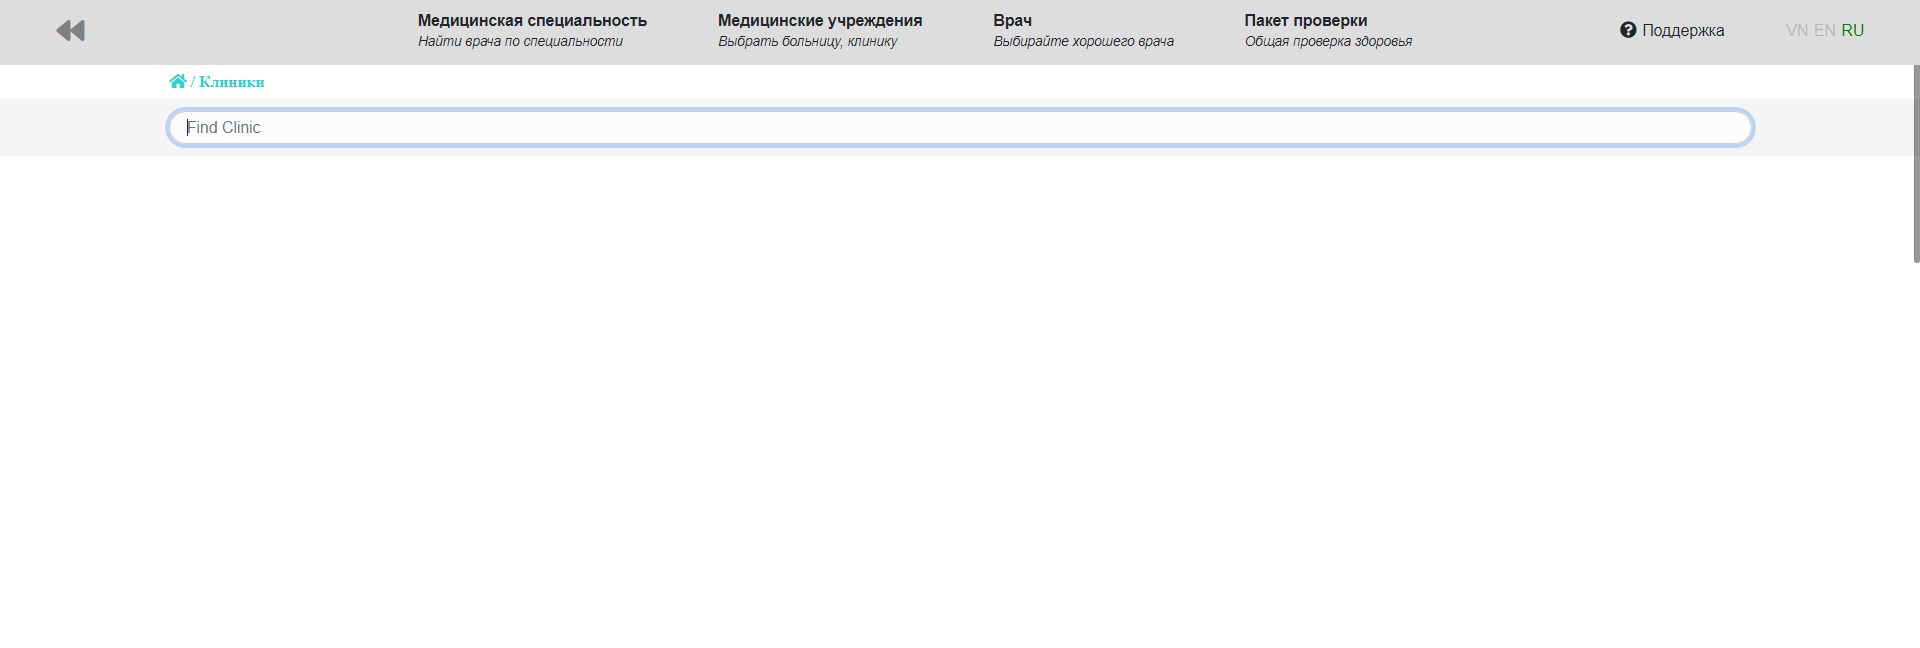 Медицинская специальность
Найти врача по специальности
Медицинские учреждения
Выбрать больницу, клинику
Врач
Выбирайте хорошего врача
Пакет проверки
Общая проверка здоровья
Поддержка
VN EN RU
/ Клиники
Find Clinic